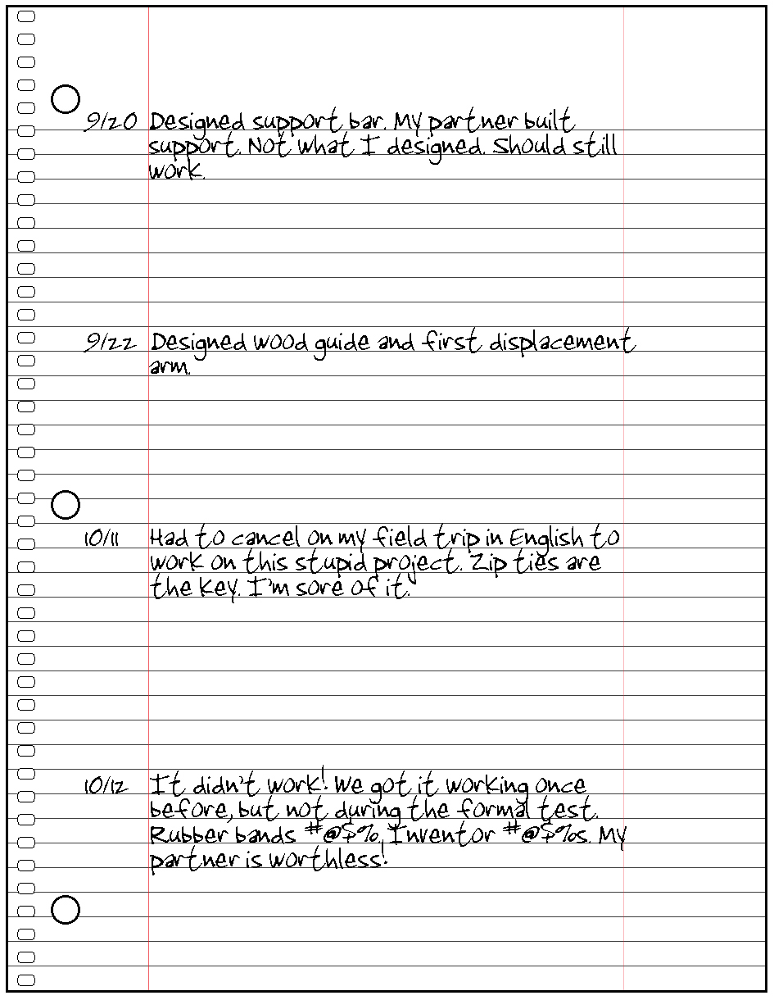 9/20 Designed support bar. My partner built
support. Not what I designed. Should still
work.
9/22 Designed wood guide and first displacement
arm.
10/11 Had to cancel on my field trip in English to
work on this stupid project. Zip ties are
the key. I'm sore of it.
10/12 It didn't work! We got it working once
before, but not during the formal test.
Rubber bands #@$%, Inventor #@$%s. My
partner is worthless!